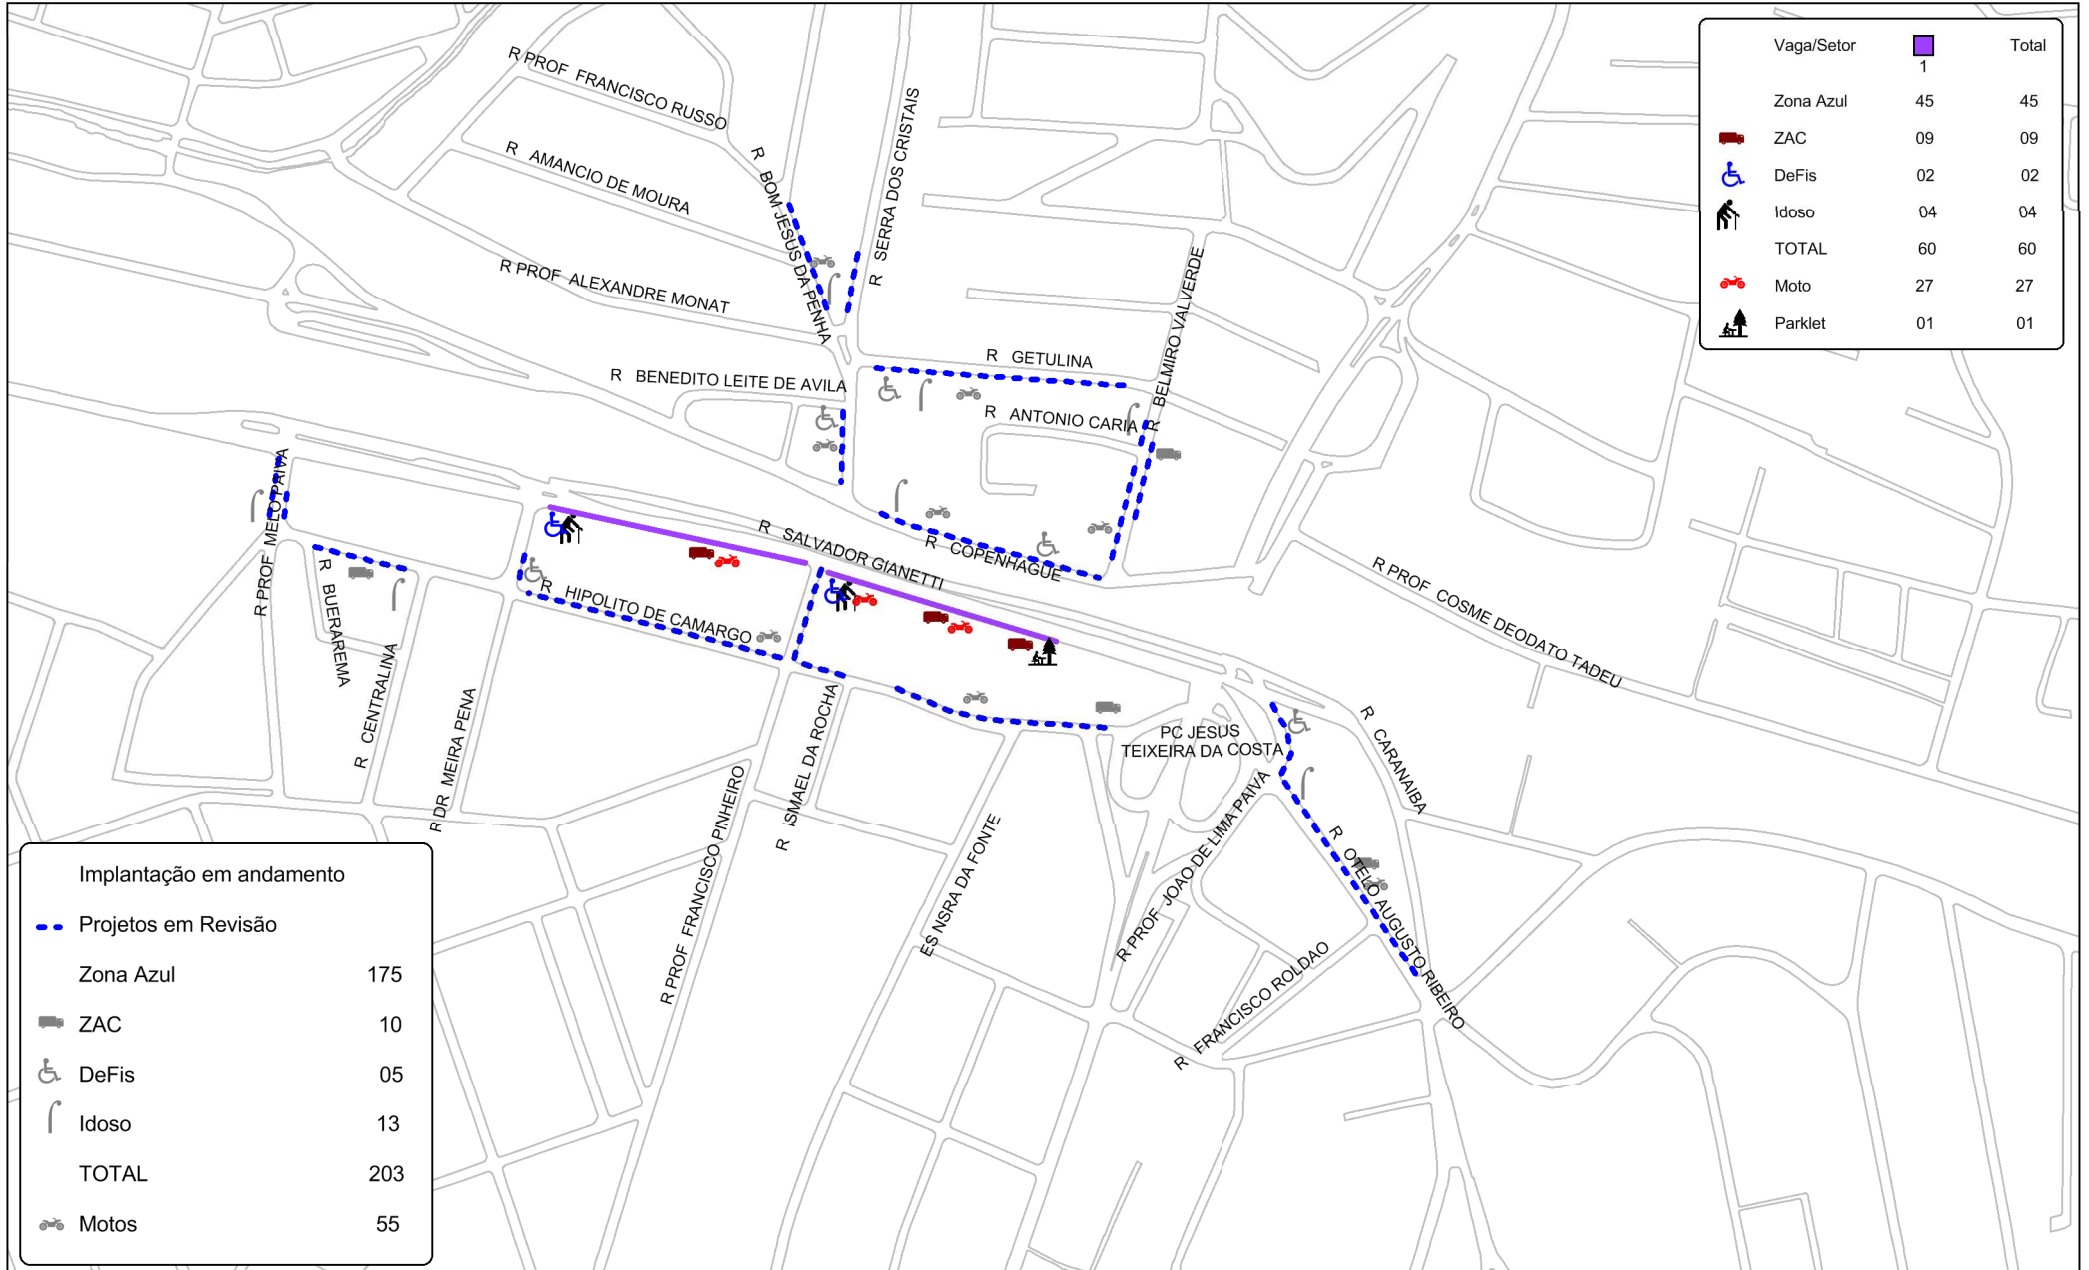 Vaga/Setor Total
1
Zona Azul 45 45
ZAC 09 09
DeFis 02 02
Idoso 04 04
TOTAL 60 60
Moto 27 27
Parklet 01 01
R PROF FRANCISCO RUSSO
R AMANCIO DE MOURA
R BOM JESUS DA PENHA
R SERRA DOS CRISTAIS
R PROF ALEXANDRE MONAT
R BELMIRO VALVERDE
R GETULINA
R BENEDITO LEITE DE AVILA
R ANTONIO CARIA
R PROF MELO PAIVA
R SALVADOR GIANETTI
R COPENHAGUE
R BUERAREMA
R HIPOLITO DE CAMARGO
R PROF COSME DEODATO TADEU
R CENTRALINA
R DR MEIRA PENA
R ISMAEL DA ROCHA
PC JESUS
TEIXEIRA DA COSTA
R CARANAIBA
R PROF FRANCISCO PINHEIRO
ES NSRA DA FONTE
R PROF JOAO DE LIMA PAIVA
R OTELO AUGUSTO RIBEIRO
R FRANCISCO ROLDAO
Implantação em andamento
Projetos em Revisão
Zona Azul 175
ZAC 10
DeFis 05
Idoso 13
TOTAL 203
Motos 55